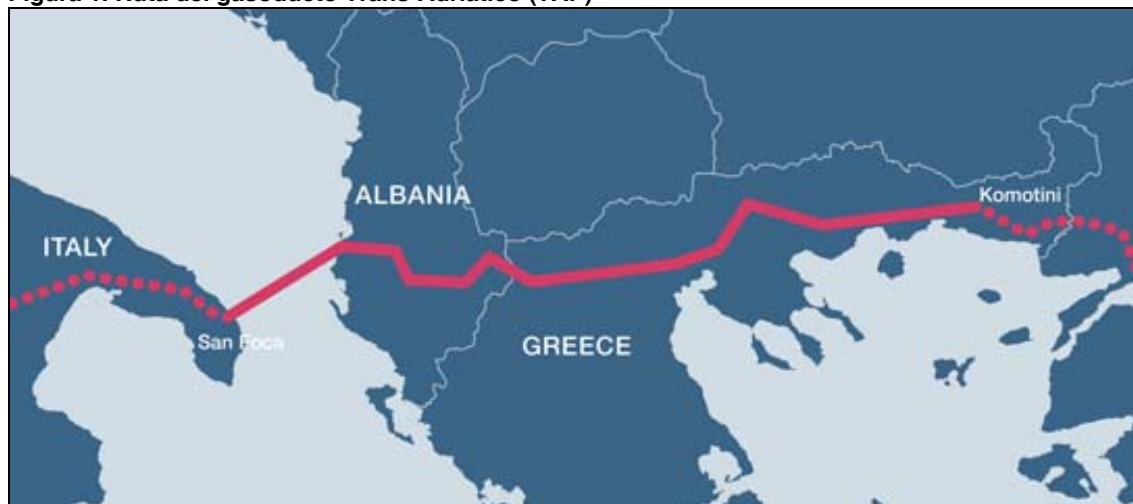 Figura 1. Ruta del gasoducto Trans Adriático (TAP)
ALBANIA
Komotini
ITALY
San Foca
GREECE